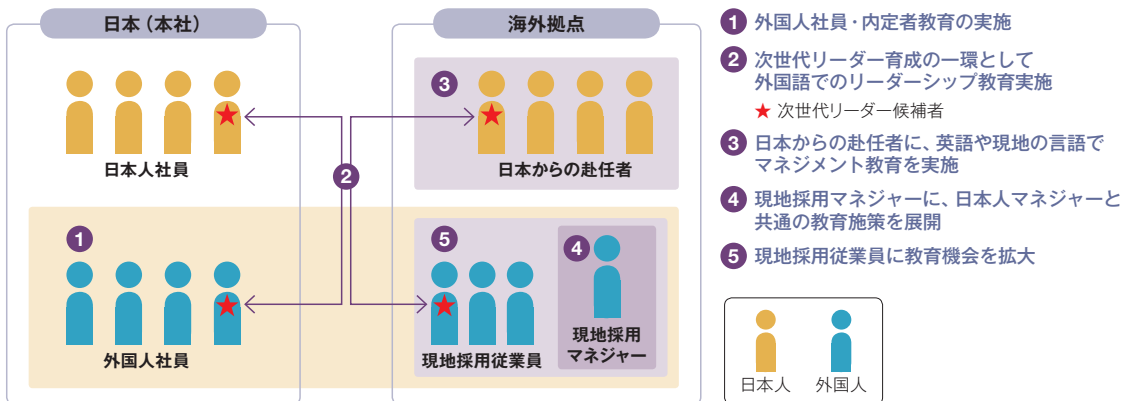 日本（本社）
海外拠点
3
日本人社員
日本からの赴任者
2
1
5
4
外国人社員
現地採用従業員
現地採用
マネジャー
1 外国人社員・内定者教育の実施
2 次世代リーダー育成の一環として
外国語でのリーダーシップ教育実施
★ 次世代リーダー候補者
3 日本からの赴任者に、英語や現地の言語で
マネジメント教育を実施
4 現地採用マネジャーに、日本人マネジャーと
共通の教育施策を展開
5 現地採用従業員に教育機会を拡大
日本人
外国人